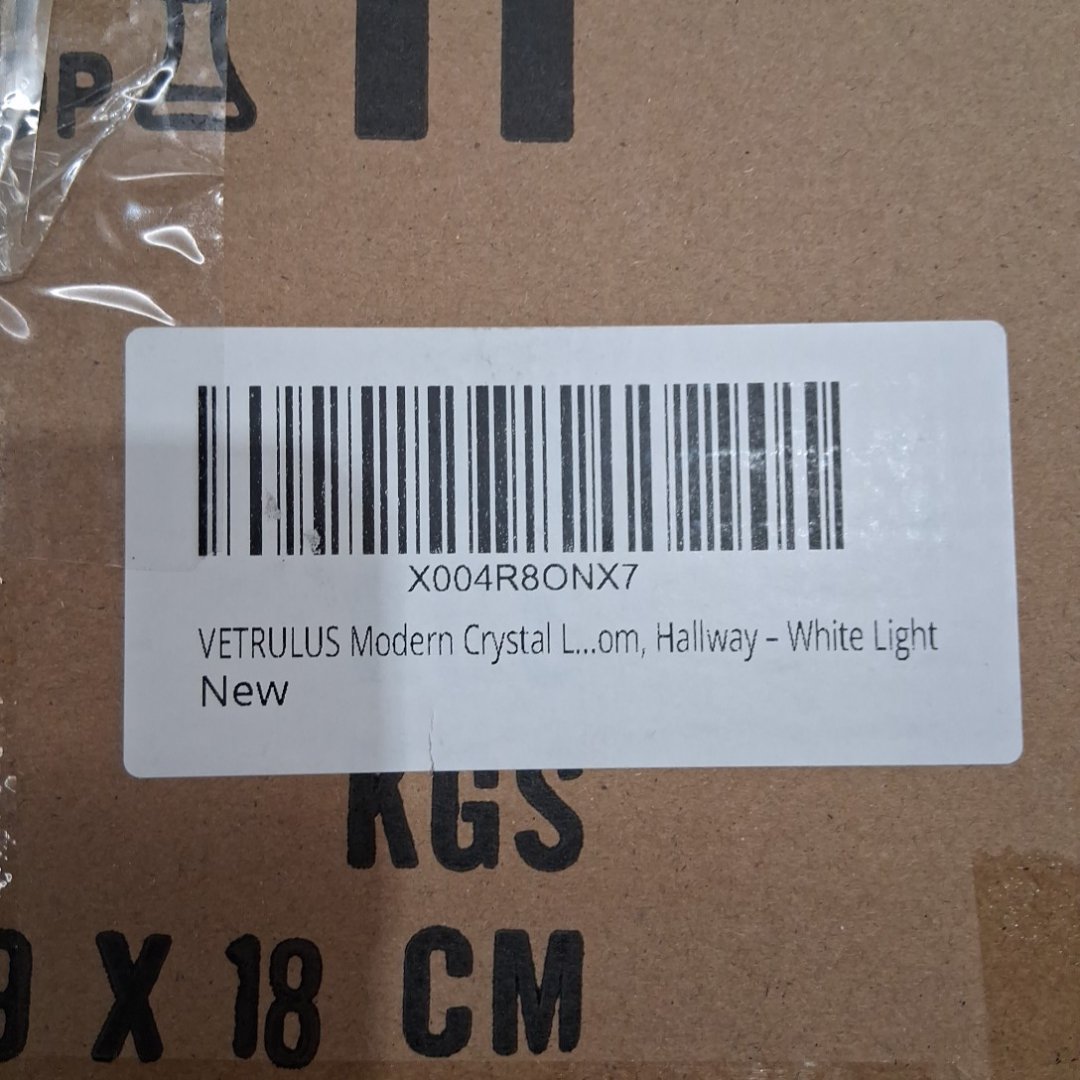 X004R8ONX7
VETRULUS Modern Crystal L...om, Hallway – White Light
New
KGS
X 18 CM